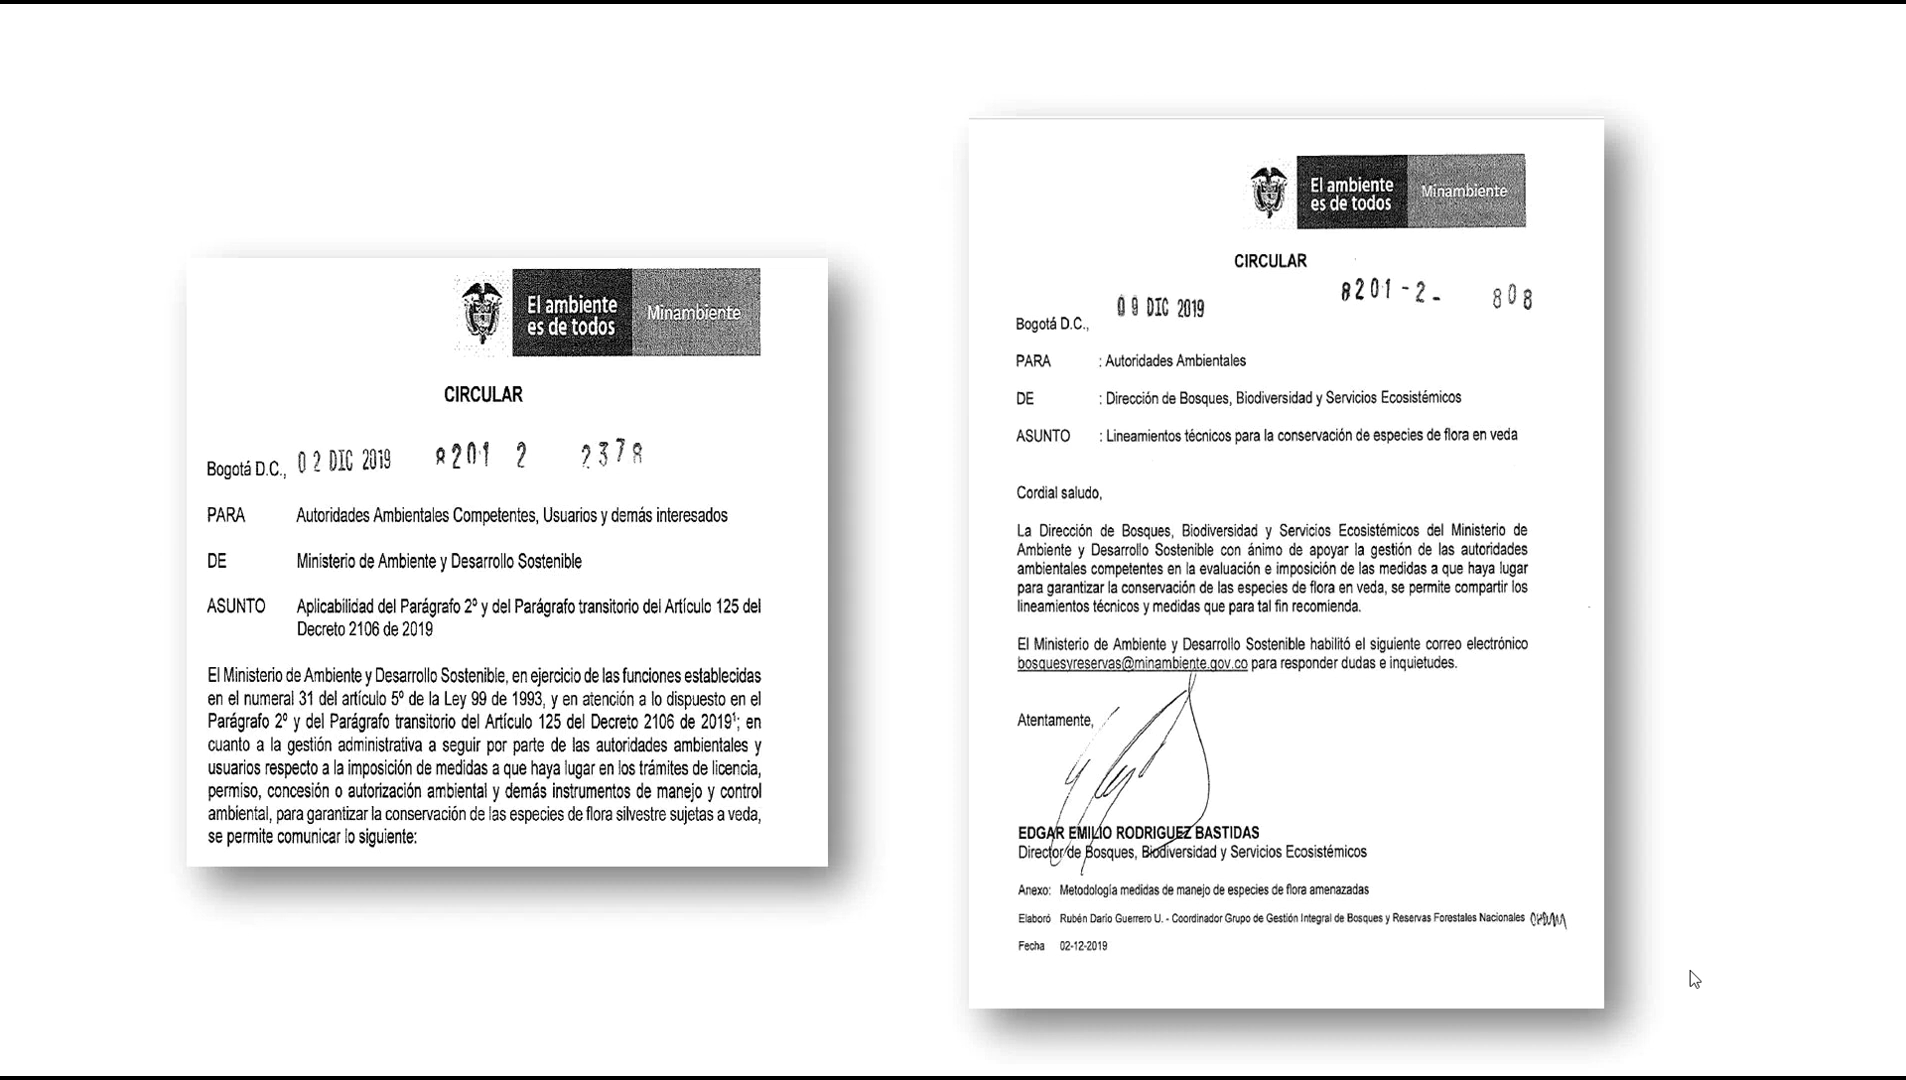 El ambiente
es de todos
Minambiente
CIRCULAR
Bogotá D.C., 02 DIC 2019 8201 2 2378
PARA Autoridades Ambientales Competentes, Usuarios y demás interesados
DE Ministerio de Ambiente y Desarrollo Sostenible
ASUNTO Aplicabilidad del Parágrafo 2º y del Parágrafo transitorio del Artículo 125 del
Decreto 2106 de 2019
El Ministerio de Ambiente y Desarrollo Sostenible, en ejercicio de las funciones establecidas
en el numeral 31 del artículo 5º de la Ley 99 de 1993, y en atención a lo dispuesto en el
Parágrafo 2º y del Parágrafo transitorio del Artículo 125 del Decreto 2106 de 2019¹; en
cuanto a la gestión administrativa a seguir por parte de las autoridades ambientales y
usuarios respecto a la imposición de medidas a que haya lugar en los trámites de licencia,
permiso, concesión o autorización ambiental y demás instrumentos de manejo y control
ambiental, para garantizar la conservación de las especies de flora silvestre sujetas a veda,
se permite comunicar lo siguiente:
El ambiente
es de todos
Minambiente
CIRCULAR
8201-2- 808
Bogotá D.C., 09 DIC 2019
PARA : Autoridades Ambientales
DE : Dirección de Bosques, Biodiversidad y Servicios Ecosistémicos
ASUNTO : Lineamientos técnicos para la conservación de especies de flora en veda
Cordial saludo,
La Dirección de Bosques, Biodiversidad y Servicios Ecosistémicos del Ministerio de
Ambiente y Desarrollo Sostenible con ánimo de apoyar la gestión de las autoridades
ambientales competentes en la evaluación e imposición de las medidas a que haya lugar
para garantizar la conservación de las especies de flora en veda, se permite compartir los
lineamientos técnicos y medidas que para tal fin recomienda.
El Ministerio de Ambiente y Desarrollo Sostenible habilitó el siguiente correo electrónico
bosquesyreservas@minambiente.gov.co para responder dudas e inquietudes.
Atentamente,
EDGAR EMILIO RODRIGUEZ BASTIDAS
Director de Bosques, Biodiversidad y Servicios Ecosistémicos
Anexo: Metodología medidas de manejo de especies de flora amenazadas
Elaboró Rubén Darío Guerrero U. - Coordinador Grupo de Gestión Integral de Bosques y Reservas Forestales Nacionales
Fecha 02-12-2019